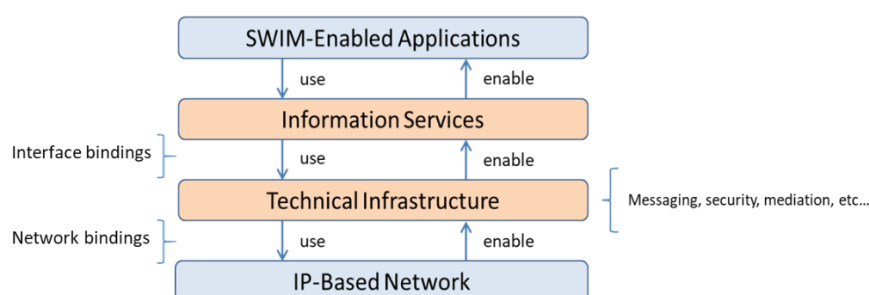 SWIM-Enabled Applications
use
enable
Information Services
Interface bindings
use
enable
Technical Infrastructure
Messaging, security, mediation, etc...
Network bindings
use
enable
IP-Based Network